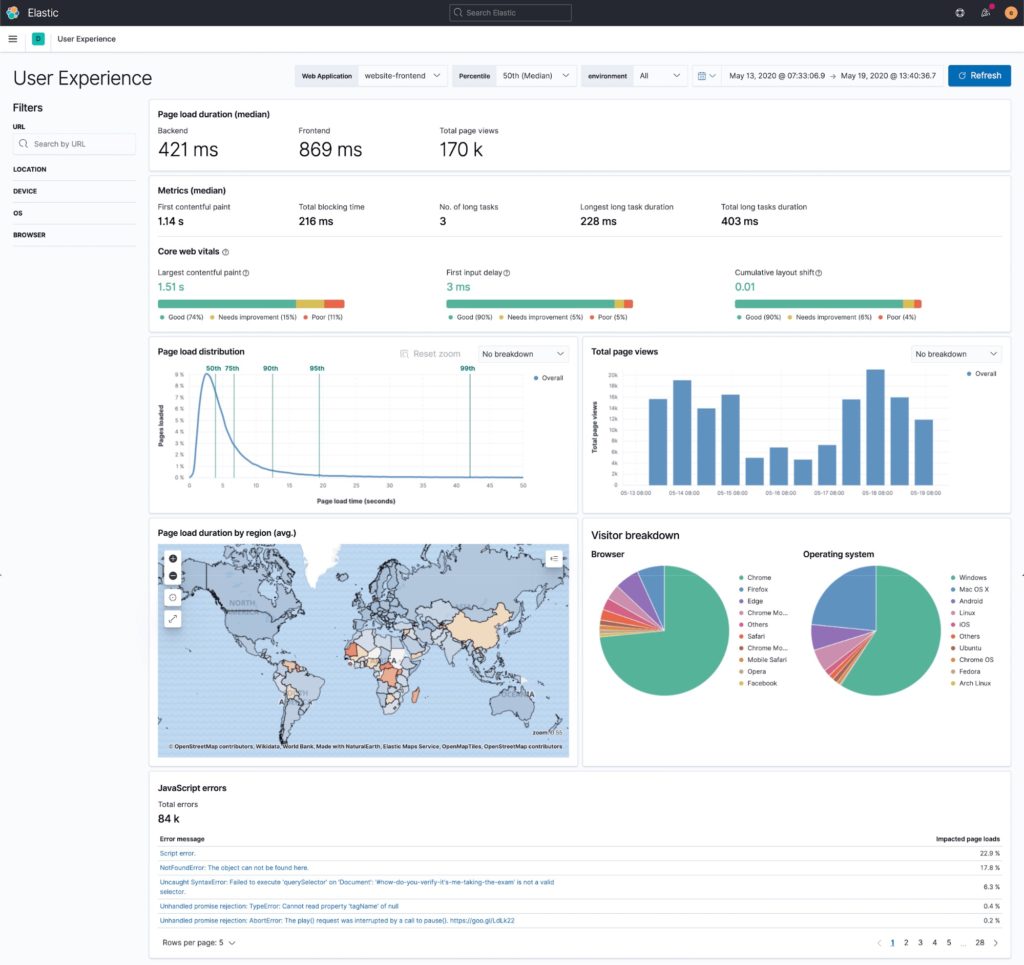 Elastic
Search Elastic
e
D
User Experience
User Experience
Web Application website-frontend
Percentile 50th (Median)
environment All
May 13, 2020 @ 07:33:06.9 → May 19, 2020 @ 13:40:36.7
Refresh
Filters
URL
Search by URL
LOCATION
DEVICE
OS
BROWSER
Page load duration (median)
Backend Frontend Total page views
421 ms 869 ms 170 k
Metrics (median)
First contentful paint Total blocking time No. of long tasks Longest long task duration Total long tasks duration
1.14 s 216 ms 3 228 ms 403 ms
Core web vitals
Largest contentful paint First input delay Cumulative layout shift
1.51 s 3 ms 0.01
Good (74%) Needs improvement (15%) Poor (11%)
Good (90%) Needs improvement (5%) Poor (5%)
Good (90%) Needs improvement (6%) Poor (4%)
Page load distribution
Reset zoom
No breakdown
50th 75th 90th 95th 99th
Overall
9 %
8 %
7 %
6 %
5 %
4 %
3 %
2 %
1 %
0 %
Pages loaded
0 5 10 15 20 25 30 35 40 45 50
Page load time (seconds)
Total page views
No breakdown
Overall
20k
18k
16k
14k
12k
10k
8k
6k
4k
2k
0
Total page views
05-13 08:00 05-14 08:00 05-15 08:00 05-16 08:00 05-17 08:00 05-18 08:00 05-19 08:00
Page load duration by region (avg.)
NORTH
AMERICA
OCEANIA
zoom: 0.55
© OpenStreetMap contributors, Wikidata, World Bank, Made with NaturalEarth, Elastic Maps Service, OpenMapTiles, OpenStreetMap contributors
Visitor breakdown
Browser
Chrome
Firefox
Edge
Chrome Mo...
Others
Safari
Chrome Mo...
Mobile Safari
Opera
Facebook
Operating system
Windows
Mac OS X
Android
Linux
iOS
Others
Ubuntu
Chrome OS
Fedora
Arch Linux
JavaScript errors
Total errors
84 k
Error message Impacted page loads
Script error. 22.9 %
NotFoundError: The object can not be found here. 17.8 %
Uncaught SyntaxError: Failed to execute 'querySelector' on 'Document': '#how-do-you-verify-it's-me-taking-the-exam' is not a valid
selector. 6.3 %
Unhandled promise rejection: TypeError: Cannot read property 'tagName' of null 0.4 %
Unhandled promise rejection: AbortError: The play() request was interrupted by a call to pause(). https://goo.gl/LdLk22 0.2 %
Rows per page: 5
1 2 3 4 5 ... 28